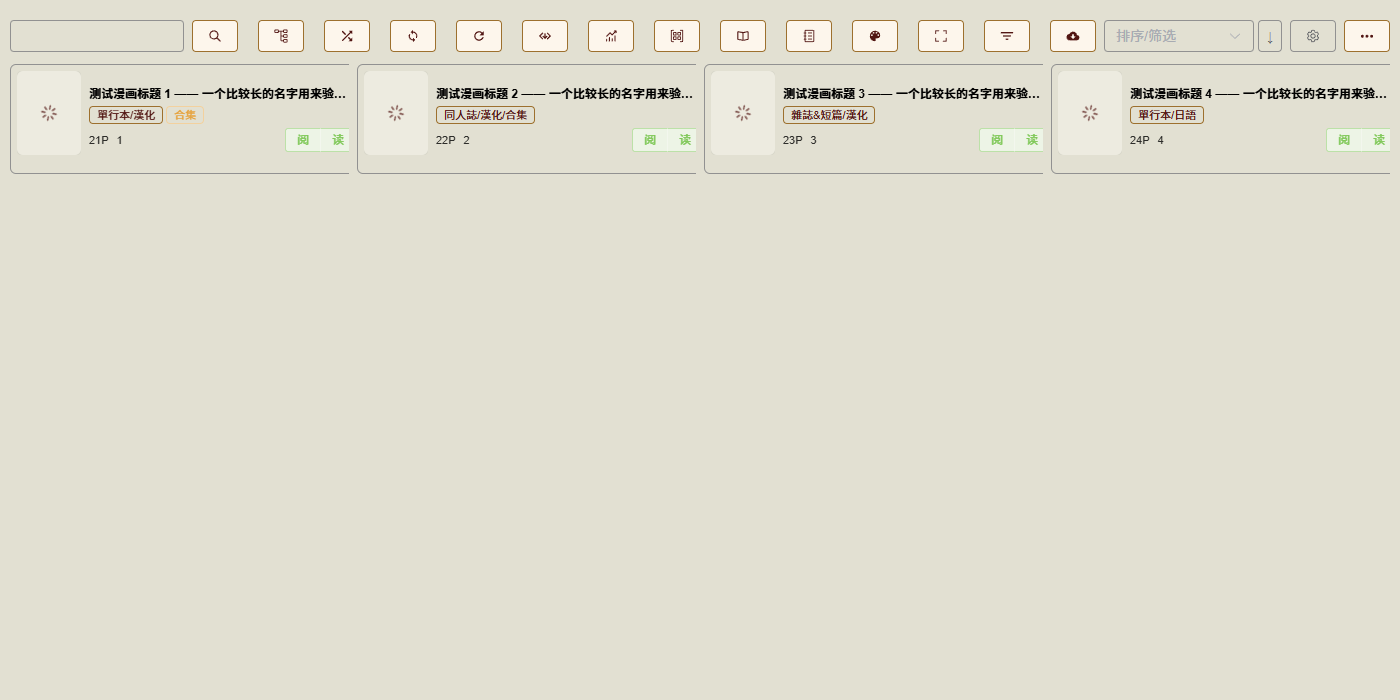 排序/筛选 ↓
测试漫画标题 1 —— 一个比较长的名字用来验…
單行本/漢化 合集
21P 1 阅 读
测试漫画标题 2 —— 一个比较长的名字用来验…
同人誌/漢化/合集
22P 2 阅 读
测试漫画标题 3 —— 一个比较长的名字用来验…
雜誌&短篇/漢化
23P 3 阅 读
测试漫画标题 4 —— 一个比较长的名字用来验…
單行本/日語
24P 4 阅 读